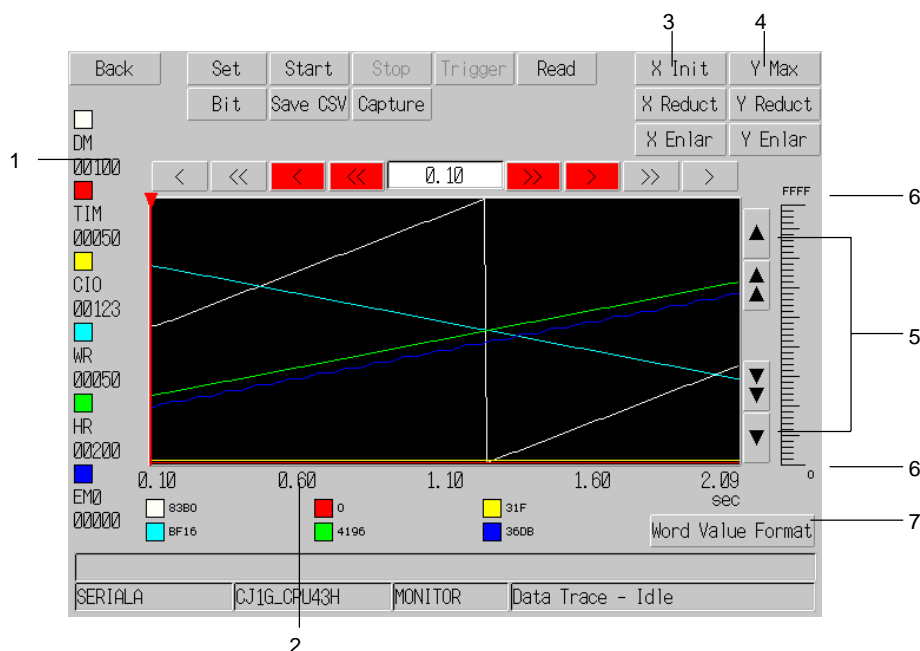 3 4
Back Set Start Stop Trigger Read X Init Y Max
Bit Save CSV Capture X Reduct Y Reduct
X Enlar Y Enlar
DM
00100
1
TIM
00050
CIO
00123
WR
00050
HR
00200
EM0
00000
< << < << 0.10 >> > >> >
FFFF
6
5
6
0
0.10 0.60 1.10 1.60 2.09
sec
83B0 0 31F
BF16 4196 36DB
Word Value Format 7
SERIALA CJ1G_CPU43H MONITOR Data Trace - Idle
2